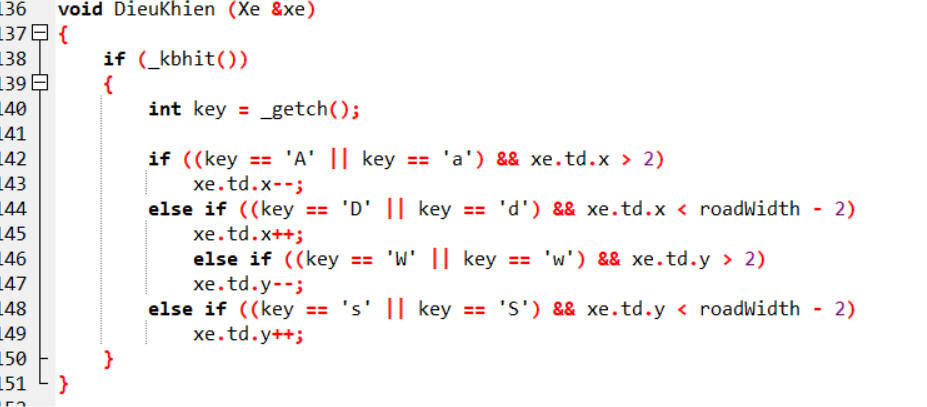 136 void DieuKhien (Xe &xe)
137 {
138 if (_kbhit())
139 {
140 int key = _getch();
141
142 if ((key == 'A' || key == 'a') && xe.td.x > 2)
143 xe.td.x--;
144 else if ((key == 'D' || key == 'd') && xe.td.x < roadWidth - 2)
145 xe.td.x++;
146 else if ((key == 'W' || key == 'w') && xe.td.y > 2)
147 xe.td.y--;
148 else if ((key == 's' || key == 'S') && xe.td.y < roadWidth - 2)
149 xe.td.y++;
150 }
151 }